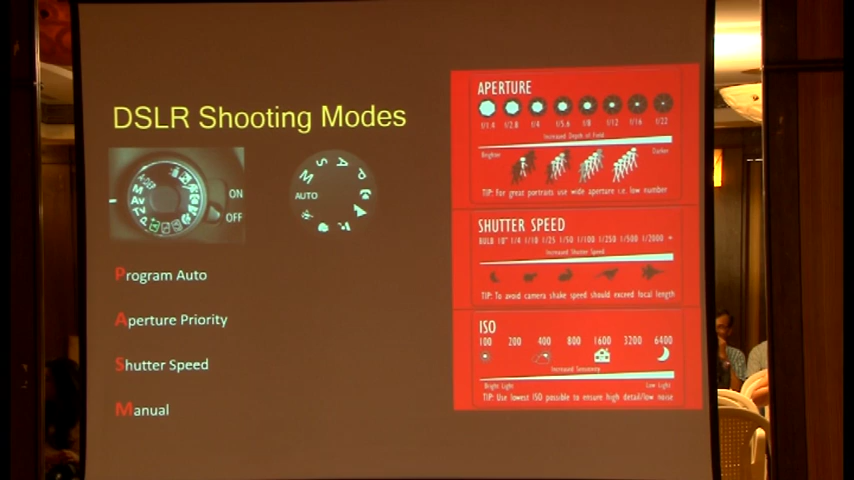 DSLR Shooting Modes
A-DEP
M
Av
Tv
P
ON
OFF
S
A
M
P
AUTO
Program Auto
Aperture Priority
Shutter Speed
Manual
APERTURE
f/1.4 f/2.8 f/4 f/5.6 f/8 f/12 f/16 f/22
Increased Depth of Field
Brighter Darker
TIP: For great portraits use wide aperture i.e. low number
SHUTTER SPEED
BULB 10" 1/4 1/10 1/25 1/50 1/100 1/250 1/500 1/2000 +
Increased Shutter Speed
TIP: To avoid camera shake speed should exceed focal length
ISO
100 200 400 800 1600 3200 6400
Increased Sensitivity
Bright Light Low Light
TIP: Use lowest ISO possible to ensure high detail/low noise